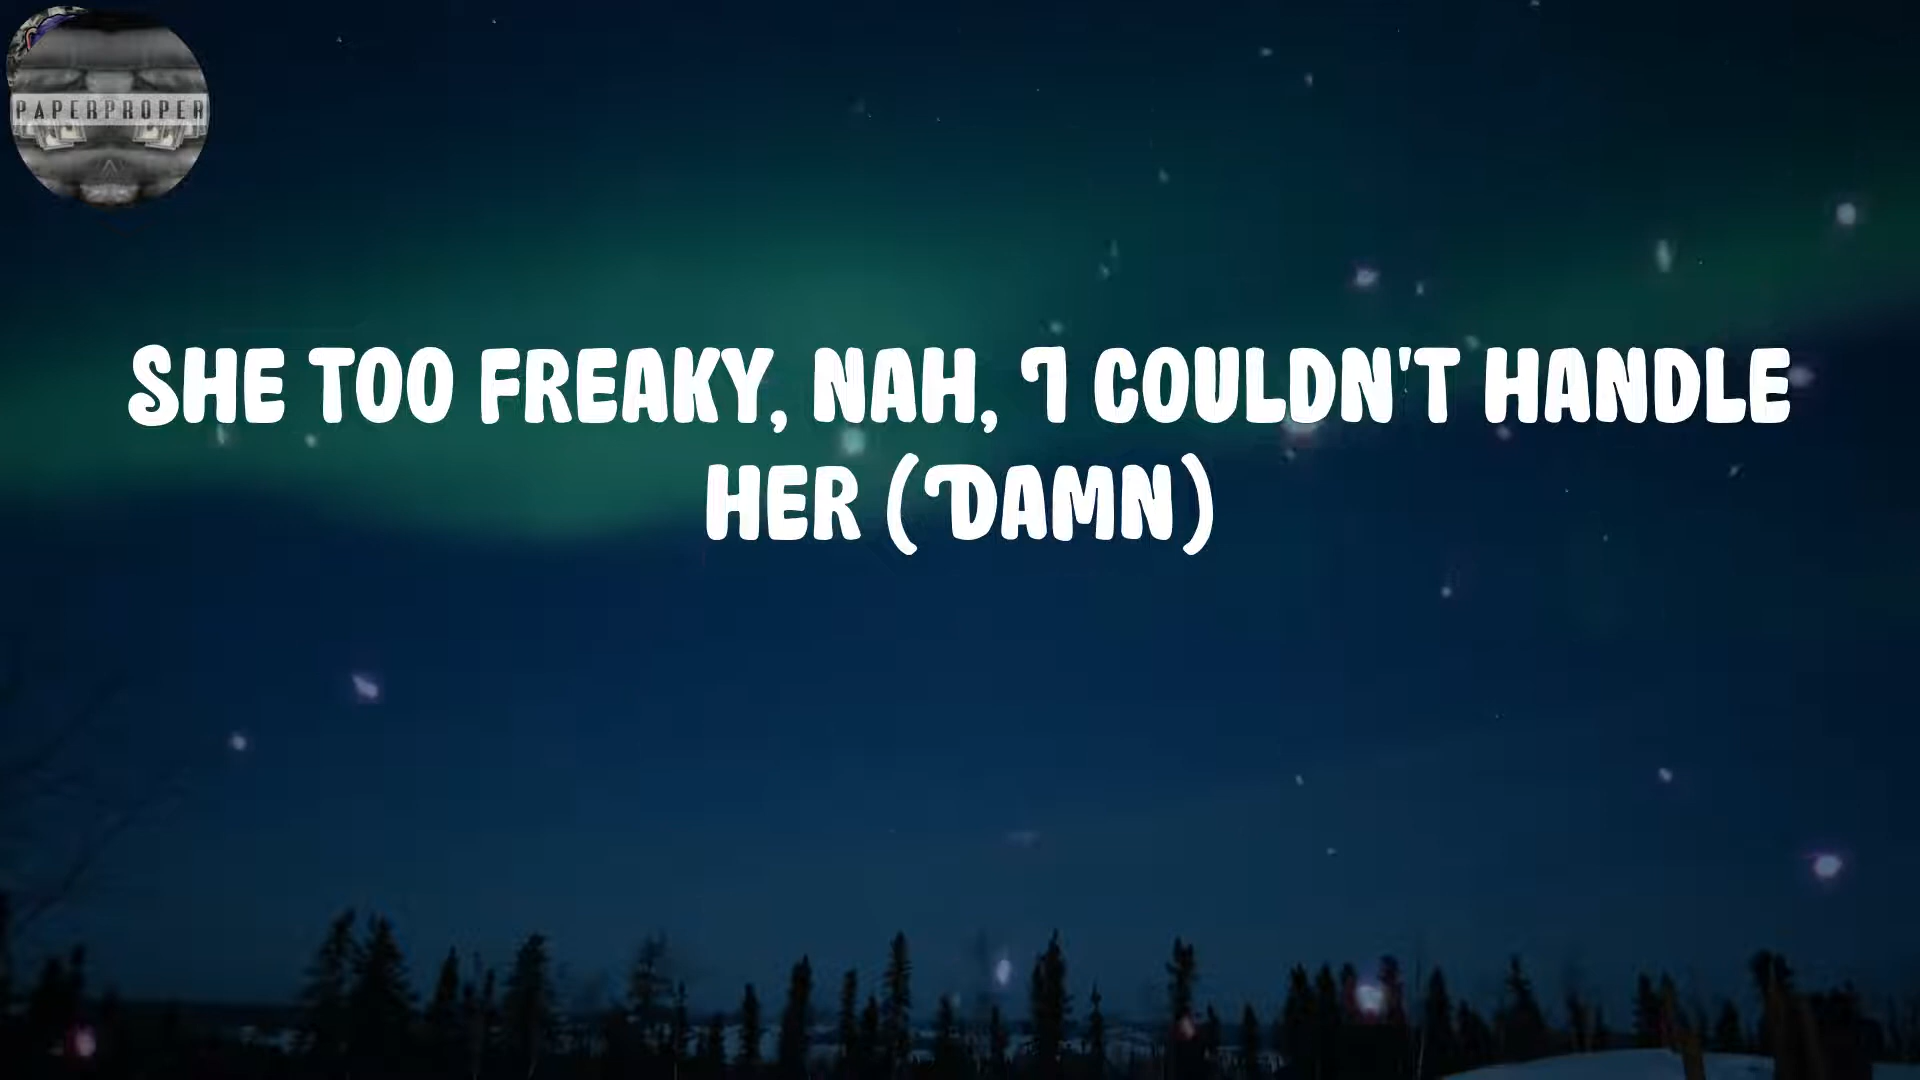 PAPERPROPER
She too freaky, nah, I couldn't handle
her (Damn)